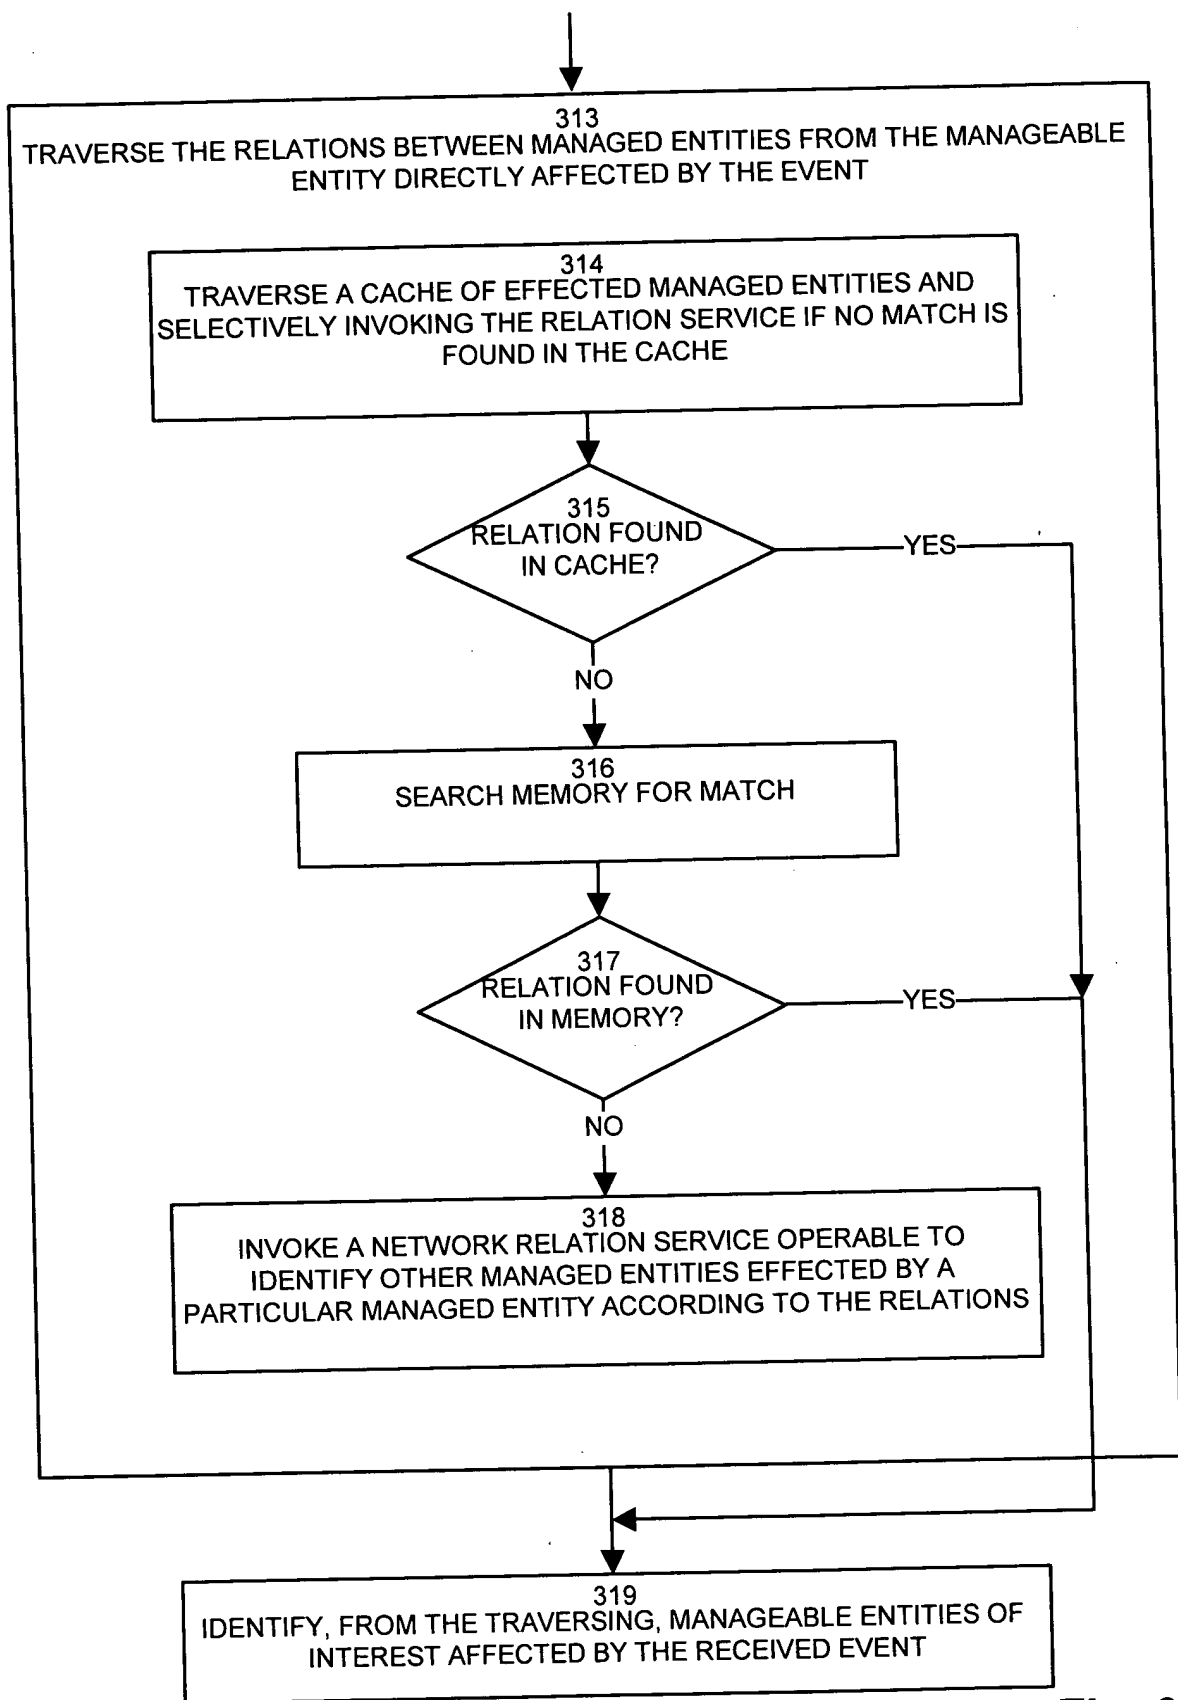 313
TRAVERSE THE RELATIONS BETWEEN MANAGED ENTITIES FROM THE MANAGEABLE
ENTITY DIRECTLY AFFECTED BY THE EVENT
314
TRAVERSE A CACHE OF EFFECTED MANAGED ENTITIES AND
SELECTIVELY INVOKING THE RELATION SERVICE IF NO MATCH IS
FOUND IN THE CACHE
315
RELATION FOUND
IN CACHE?
YES
NO
316
SEARCH MEMORY FOR MATCH
317
RELATION FOUND
IN MEMORY?
YES
NO
318
INVOKE A NETWORK RELATION SERVICE OPERABLE TO
IDENTIFY OTHER MANAGED ENTITIES EFFECTED BY A
PARTICULAR MANAGED ENTITY ACCORDING TO THE RELATIONS
319
IDENTIFY, FROM THE TRAVERSING, MANAGEABLE ENTITIES OF
INTEREST AFFECTED BY THE RECEIVED EVENT